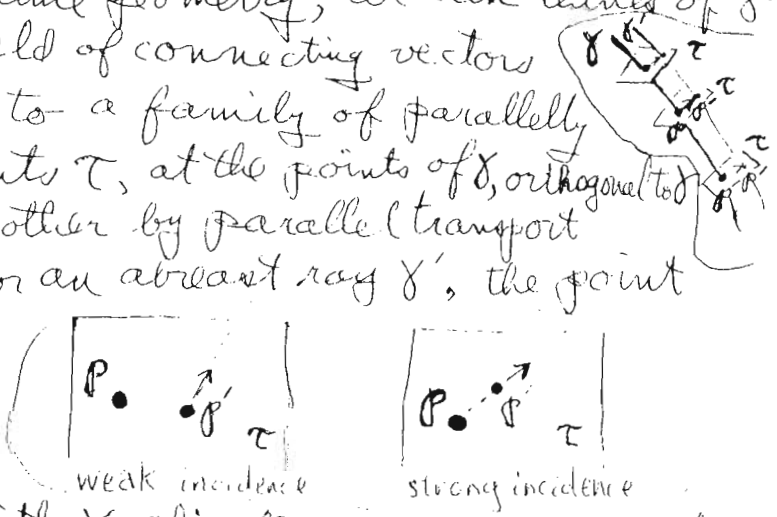 geometry,
of connecting vectors
to a family of parallelly
τ, at the points of γ, orthogonal to γ
other by parallel transport
an abreast ray γ', the point
γ γ' τ
τ
τ
p p' τ
p p' τ
weak incidence
strong incidence